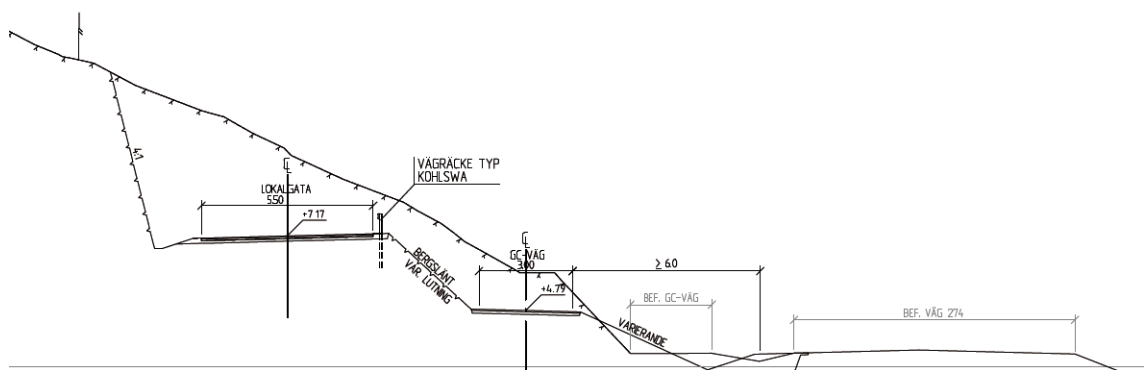 VÄGRÄCKE TYP
KOHLSWA
4:1
LOKALGATA
5.50
+7.17
BERGSLÄNT
VAR. LUTNING
GC-VÄG
3.00
+4.79
≥ 6.0
VARIERANDE
BEF. GC-VÄG
BEF. VÄG 274